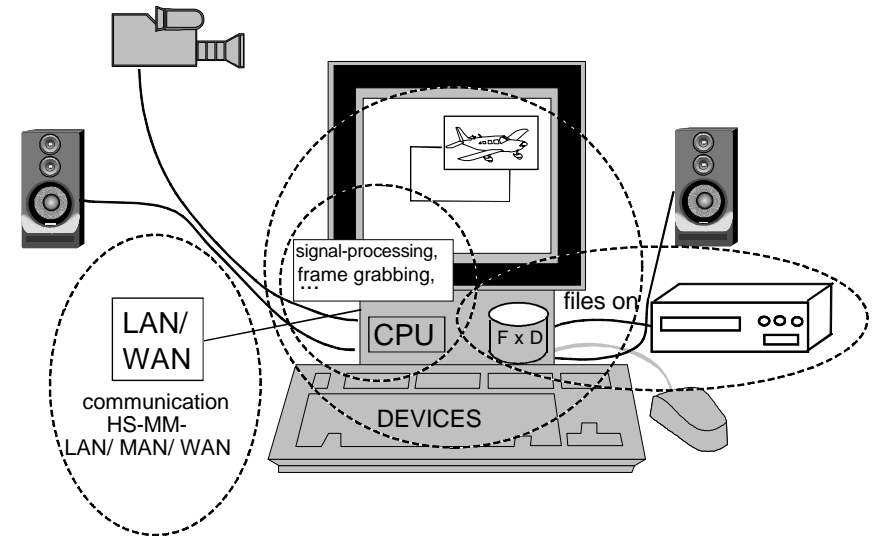 signal-processing,
frame grabbing,
...
files on
LAN/
WAN
CPU
F x D
communication
HS-MM-
LAN/ MAN/ WAN
DEVICES